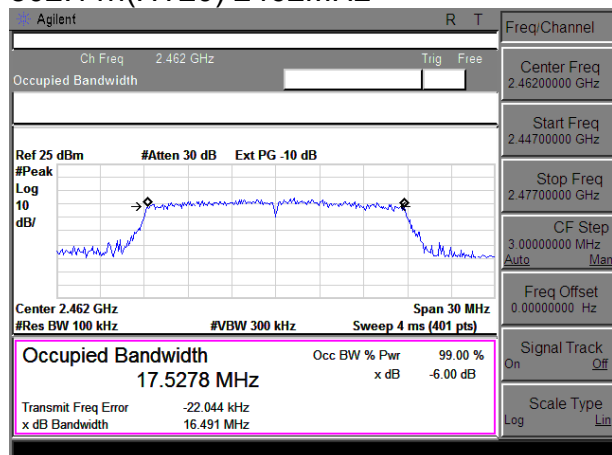 Agilent R T
Ch Freq 2.462 GHz Trig Free
Occupied Bandwidth
Ref 25 dBm #Atten 30 dB Ext PG -10 dB
#Peak
Log
10
dB/
Center 2.462 GHz Span 30 MHz
#Res BW 100 kHz #VBW 300 kHz Sweep 4 ms (401 pts)
Occupied Bandwidth Occ BW % Pwr 99.00 %
17.5278 MHz x dB -6.00 dB
Transmit Freq Error -22.044 kHz
x dB Bandwidth 16.491 MHz
Freq/Channel
Center Freq
2.46200000 GHz
Start Freq
2.44700000 GHz
Stop Freq
2.47700000 GHz
CF Step
3.00000000 MHz
Auto Man
Freq Offset
0.00000000 Hz
Signal Track
On Off
Scale Type
Log Lin